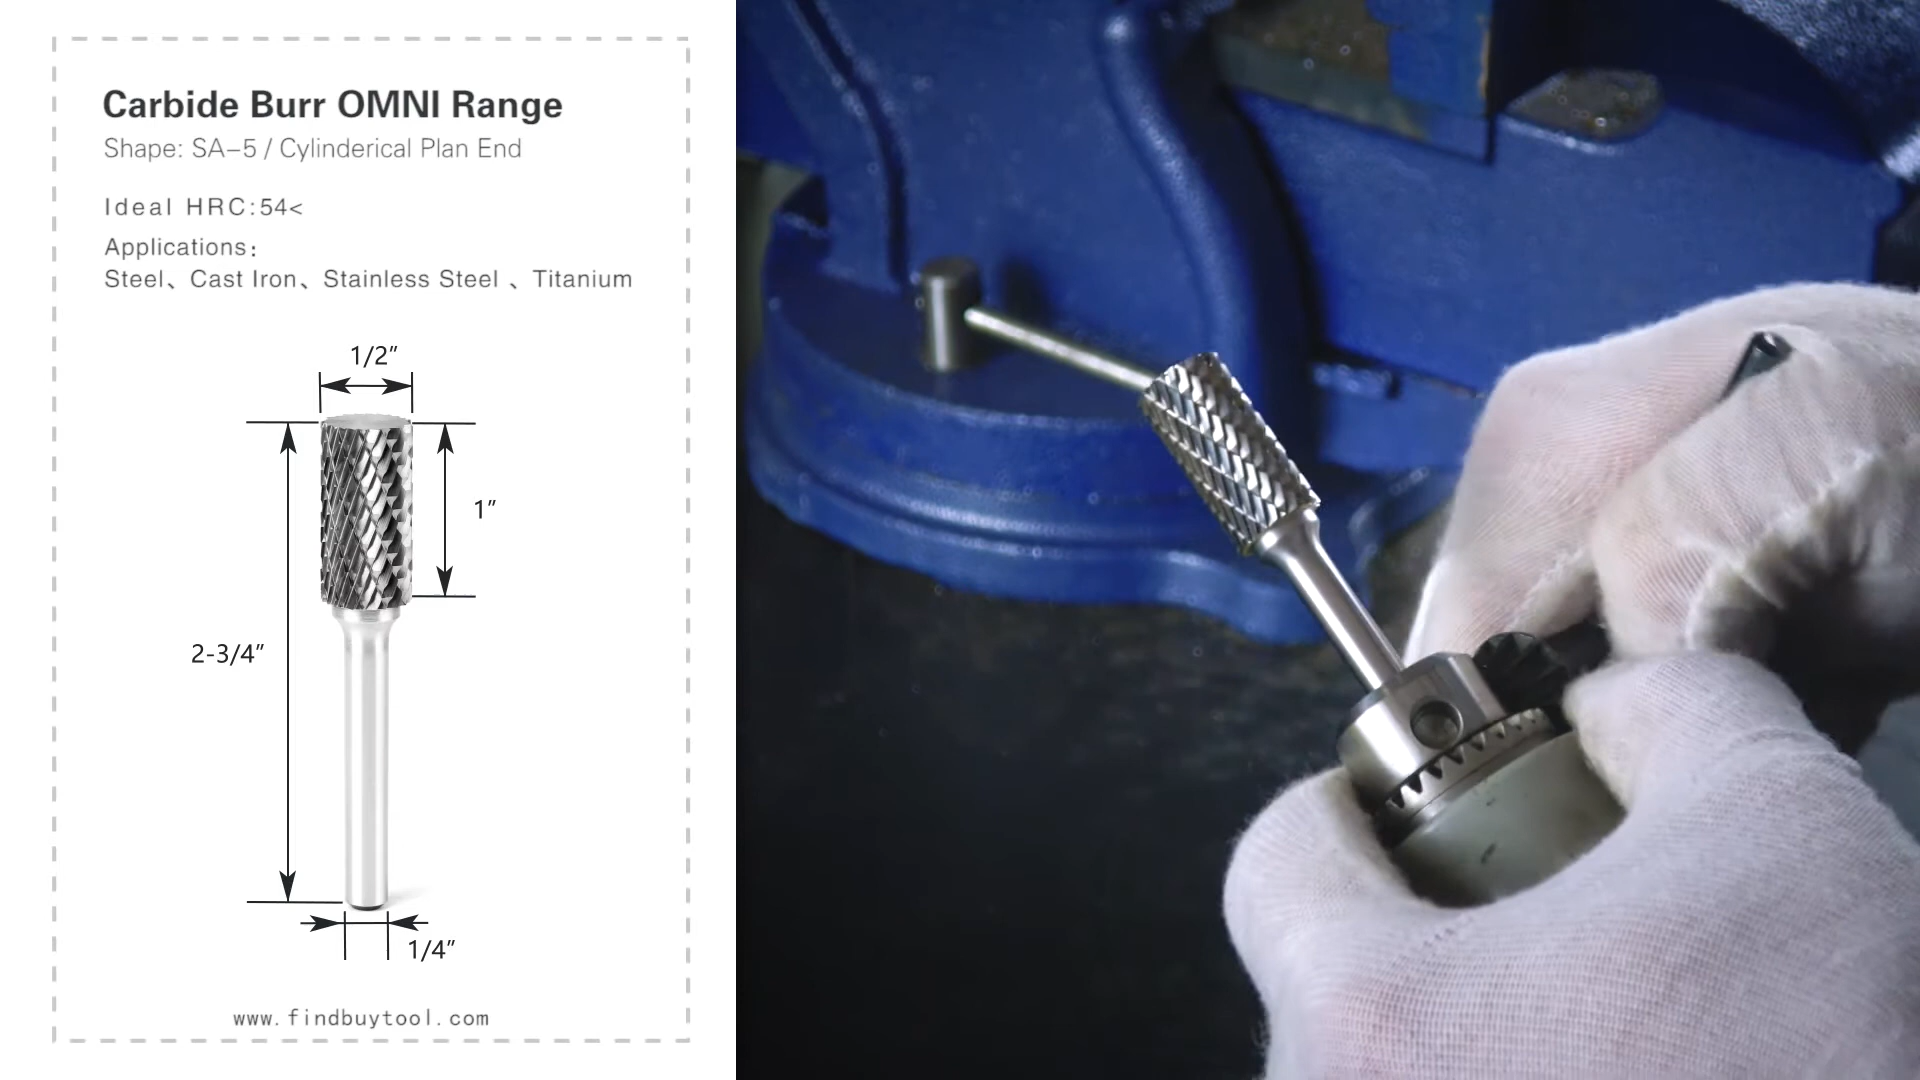 Carbide Burr OMNI Range
Shape: SA–5 / Cylinderical Plan End
Ideal HRC:54<
Applications：
Steel、Cast Iron、Stainless Steel 、Titanium
1/2″
1″
2-3/4″
1/4″
www.findbuytool.com